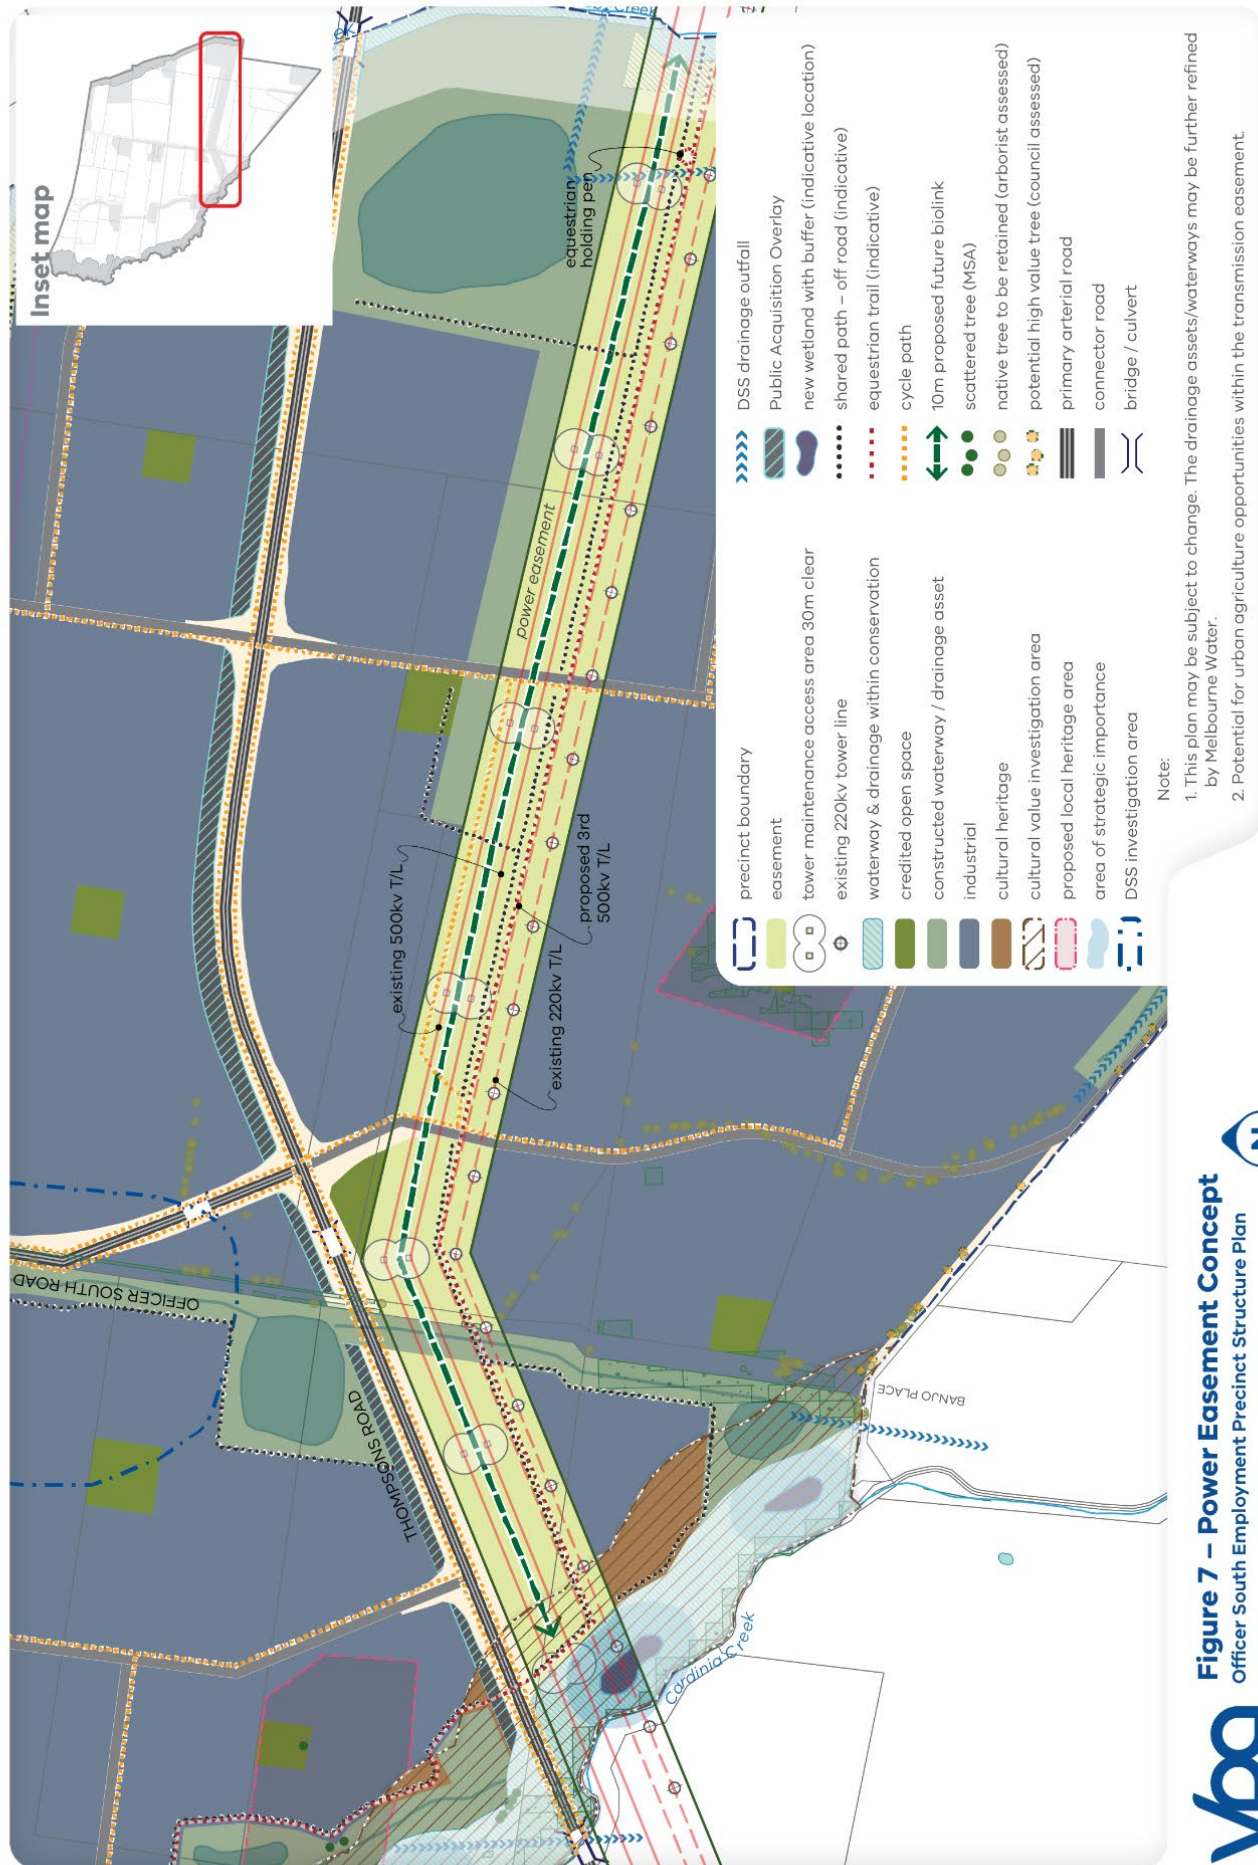 Inset map
Creek
equestrian
holding pen
power easement
existing 500kv T/L
proposed 3rd
500kv T/L
existing 220kv T/L
OFFICER SOUTH ROAD
THOMPSONS ROAD
BANJO PLACE
Cardinia Creek
precinct boundary
easement
tower maintenance access area 30m clear
existing 220kv tower line
waterway & drainage within conservation
credited open space
constructed waterway / drainage asset
industrial
cultural heritage
cultural value investigation area
proposed local heritage area
area of strategic importance
DSS investigation area
DSS drainage outfall
Public Acquisition Overlay
new wetland with buffer (indicative location)
shared path – off road (indicative)
equestrian trail (indicative)
cycle path
10m proposed future biolink
scattered tree (MSA)
native tree to be retained (arborist assessed)
potential high value tree (council assessed)
primary arterial road
connector road
bridge / culvert
Note:
1. This plan may be subject to change. The drainage assets/waterways may be further refined
by Melbourne Water.
2. Potential for urban agriculture opportunities within the transmission easement.
vpa
Figure 7 – Power Easement Concept
Officer South Employment Precinct Structure Plan